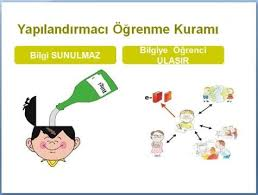 Yapılandırmacı Öğrenme Kuramı
Bilgi SUNULMAZ
Bilgiye Öğrenci
ULAŞIR